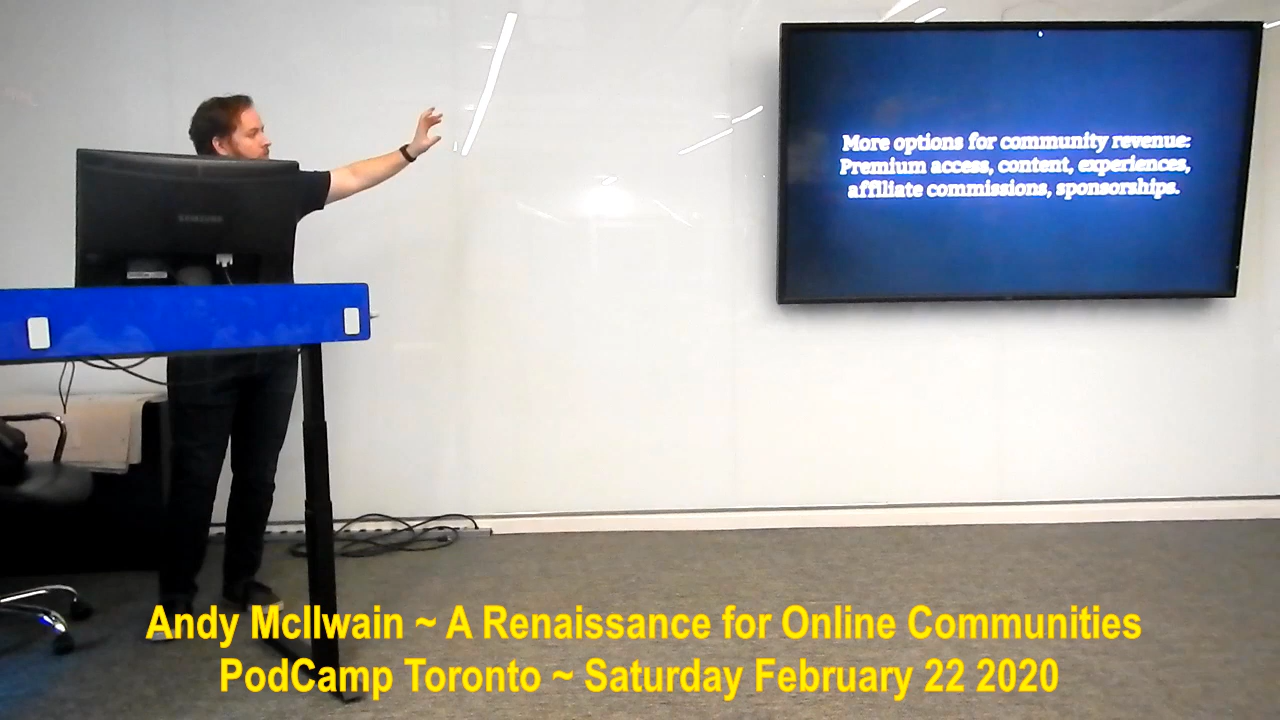 More options for community revenue:
Premium access, content, experiences,
affiliate commissions, sponsorships.
SAMSUNG
Andy McIlwain ~ A Renaissance for Online Communities
PodCamp Toronto ~ Saturday February 22 2020